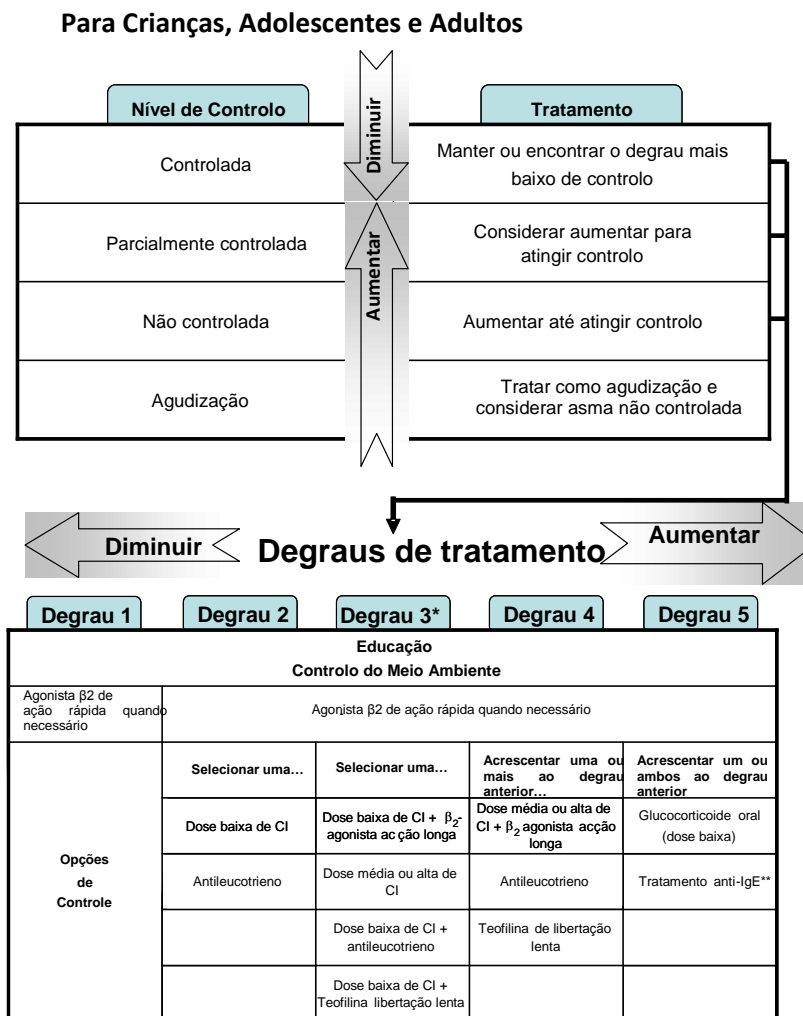 Para Crianças, Adolescentes e Adultos
Nível de Controlo
Diminuir
Tratamento
Controlada
Manter ou encontrar o degrau mais
baixo de controlo
Parcialmente controlada
Aumentar
Considerar aumentar para
atingir controlo
Não controlada
Aumentar até atingir controlo
Agudização
Tratar como agudização e
considerar asma não controlada
Diminuir
Degraus de tratamento
Aumentar
Degrau 1
Degrau 2
Degrau 3*
Degrau 4
Degrau 5
Educação
Controlo do Meio Ambiente
Agonista β2 de
ação rápida quando
necessário
Agonista β2 de ação rápida quando necessário
Opções
de
Controle
Selecionar uma...
Selecionar uma...
Acrescentar uma ou
mais ao degrau
anterior...
Acrescentar um ou
ambos ao degrau
anterior
Dose baixa de CI
Dose baixa de CI + β2-
agonista ac ção longa
Dose média ou alta de
CI + β2 agonista acção
longa
Glucocorticoide oral
(dose baixa)
Antileucotrieno
Dose média ou alta de
CI
Antileucotrieno
Tratamento anti-IgE**
Dose baixa de CI +
antileucotrieno
Teofilina de libertação
lenta
Dose baixa de CI +
Teofilina libertação lenta